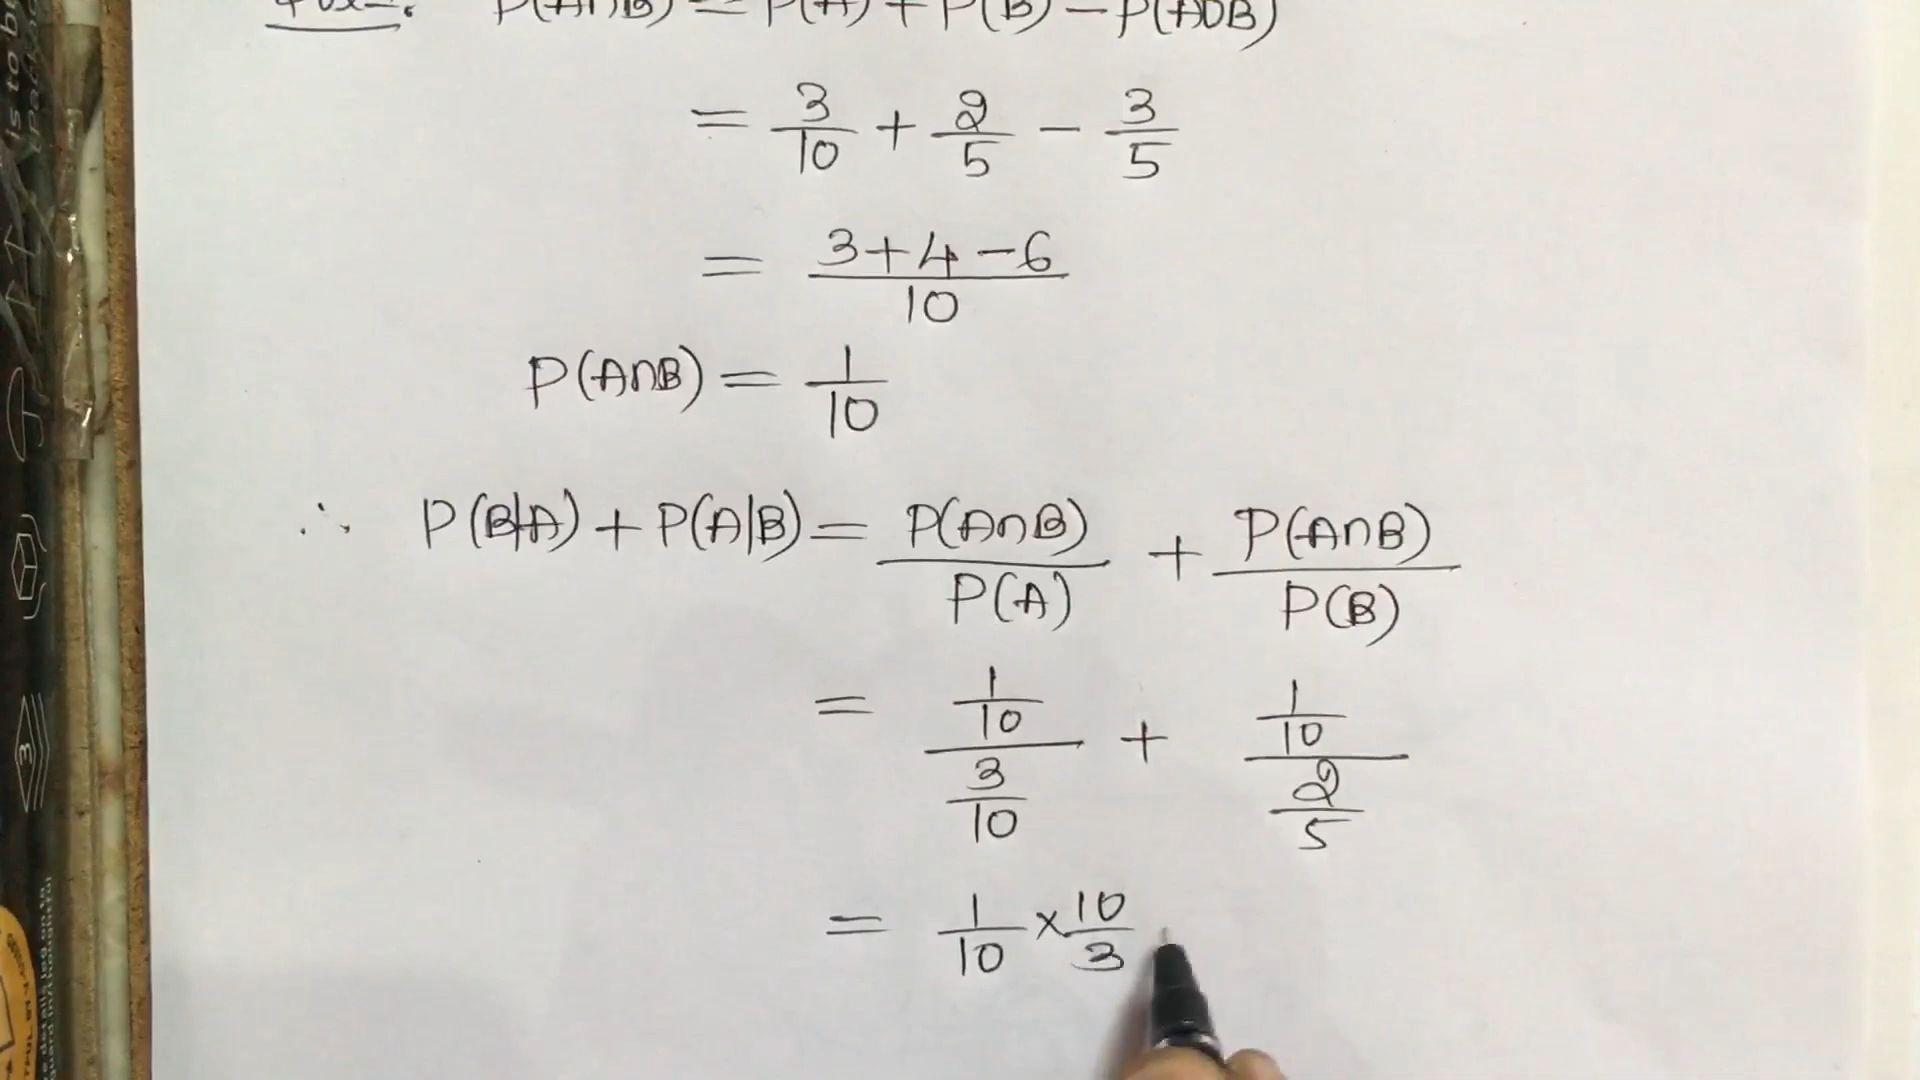 P(A∩B) = P(A) + P(B) - P(A∪B)
= 3/10 + 2/5 - 3/5
= (3+4-6)/10
P(A∩B) = 1/10
∴ P(B|A) + P(A|B) = P(A∩B)/P(A) + P(A∩B)/P(B)
= (1/10)/(3/10) + (1/10)/(2/5)
= 1/10 × 10/3